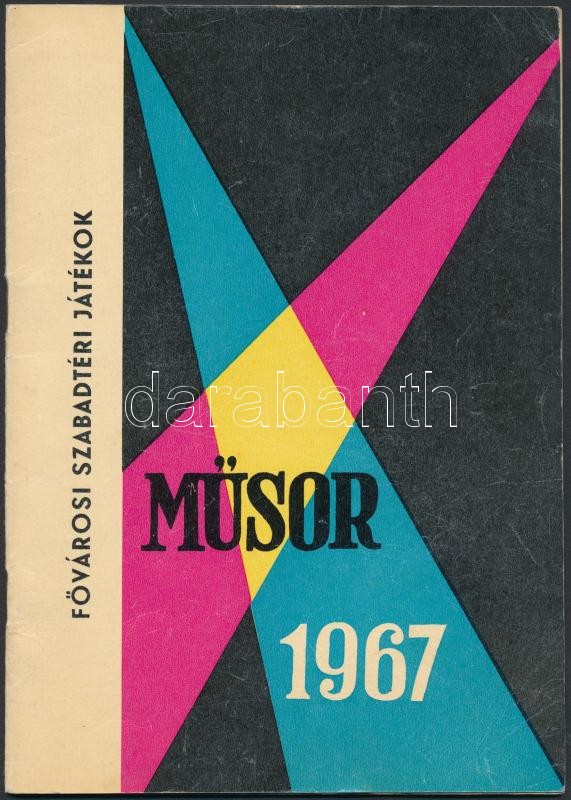 FŐVÁROSI SZABADTÉRI JÁTÉKOK
darabanth
MŰSOR
1967